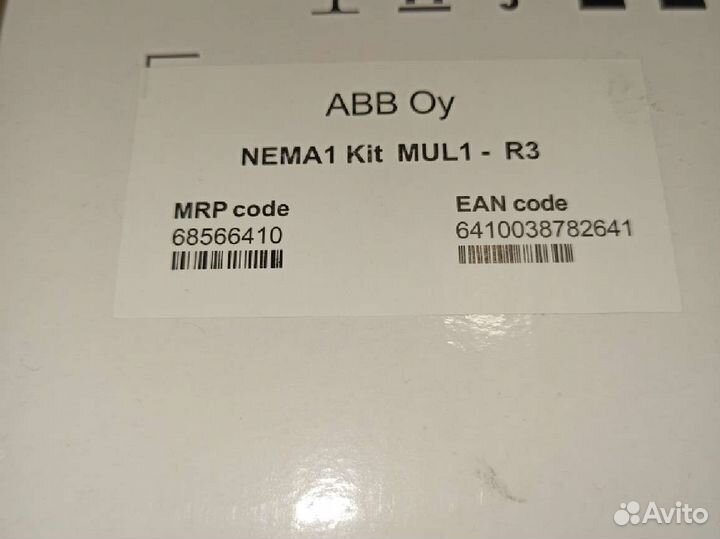 ABB Oy
NEMA1 Kit MUL1 - R3
MRP code
68566410
EAN code
6410038782641
Avito